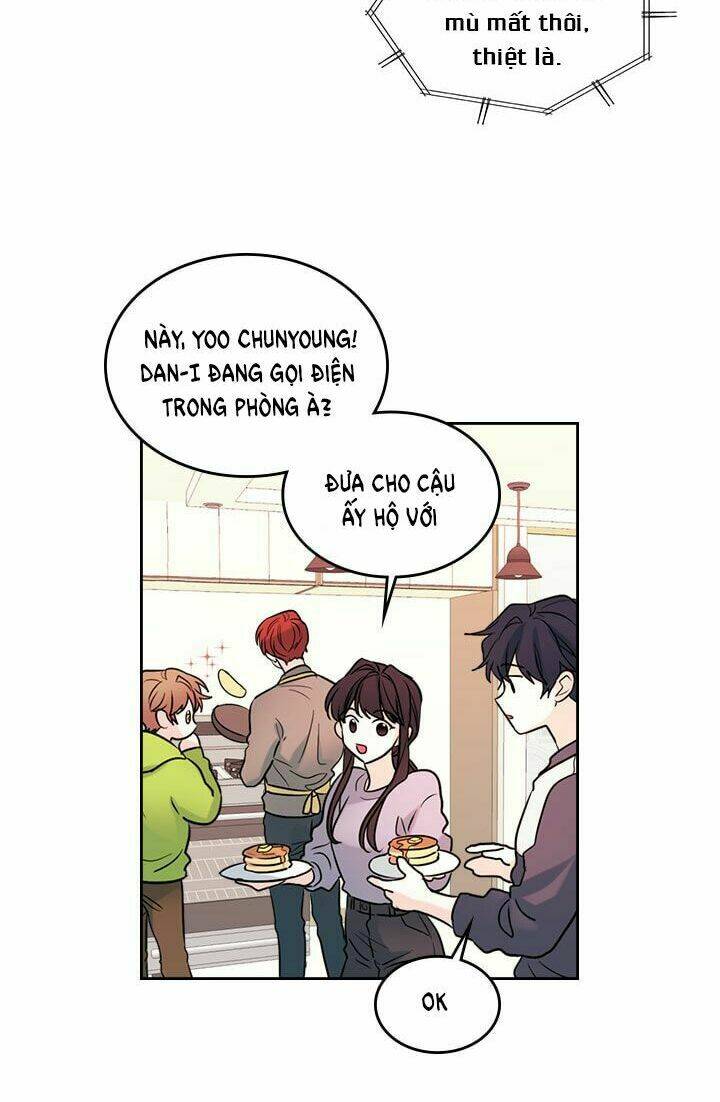 mù mất thôi,
thiệt là.
NÀY, YOO CHUNYOUNG!
DAN-I ĐANG GỌI ĐIỆN
TRONG PHÒNG À?
ĐƯA CHO CẬU
ẤY HỘ VỚI
OK